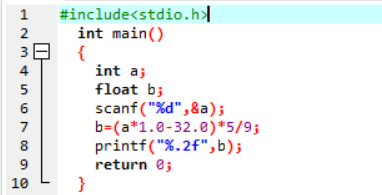 1 #include<stdio.h>
2 int main()
3 {
4 int a;
5 float b;
6 scanf("%d",&a);
7 b=(a*1.0-32.0)*5/9;
8 printf("%.2f",b);
9 return 0;
10 }